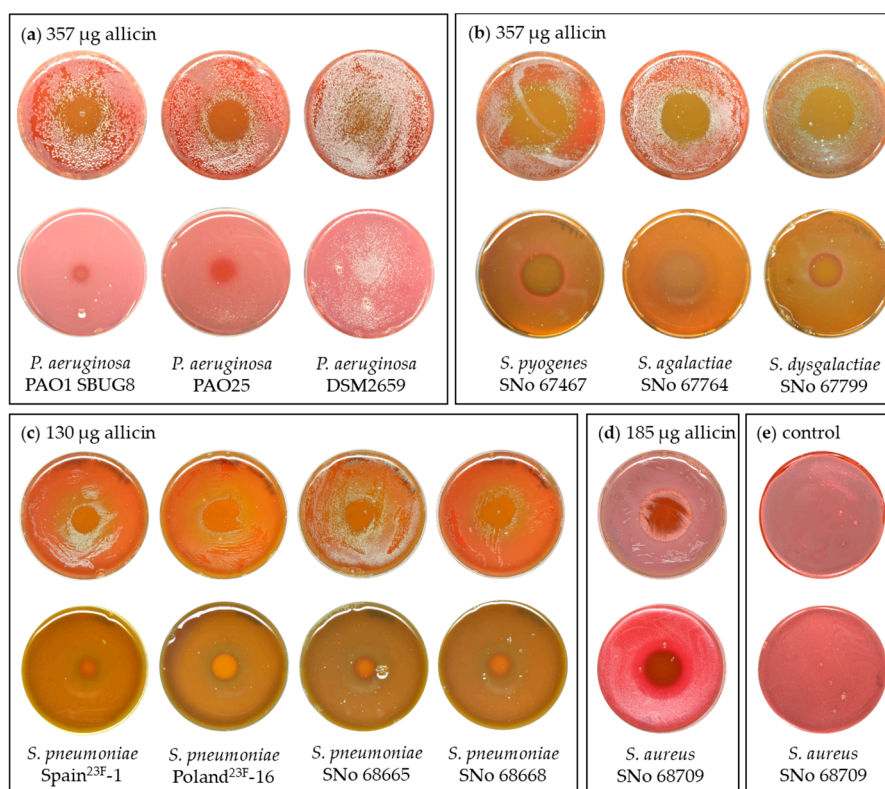 (a) 357 µg allicin
P. aeruginosa P. aeruginosa P. aeruginosa
PAO1 SBUG8 PAO25 DSM2659
(b) 357 µg allicin
S. pyogenes S. agalactiae S. dysgalactiae
SNo 67467 SNo 67764 SNo 67799
(c) 130 µg allicin
S. pneumoniae S. pneumoniae S. pneumoniae S. pneumoniae
Spain²³ᶠ-1 Poland²³ᶠ-16 SNo 68665 SNo 68668
(d) 185 µg allicin
S. aureus
SNo 68709
(e) control
S. aureus
SNo 68709